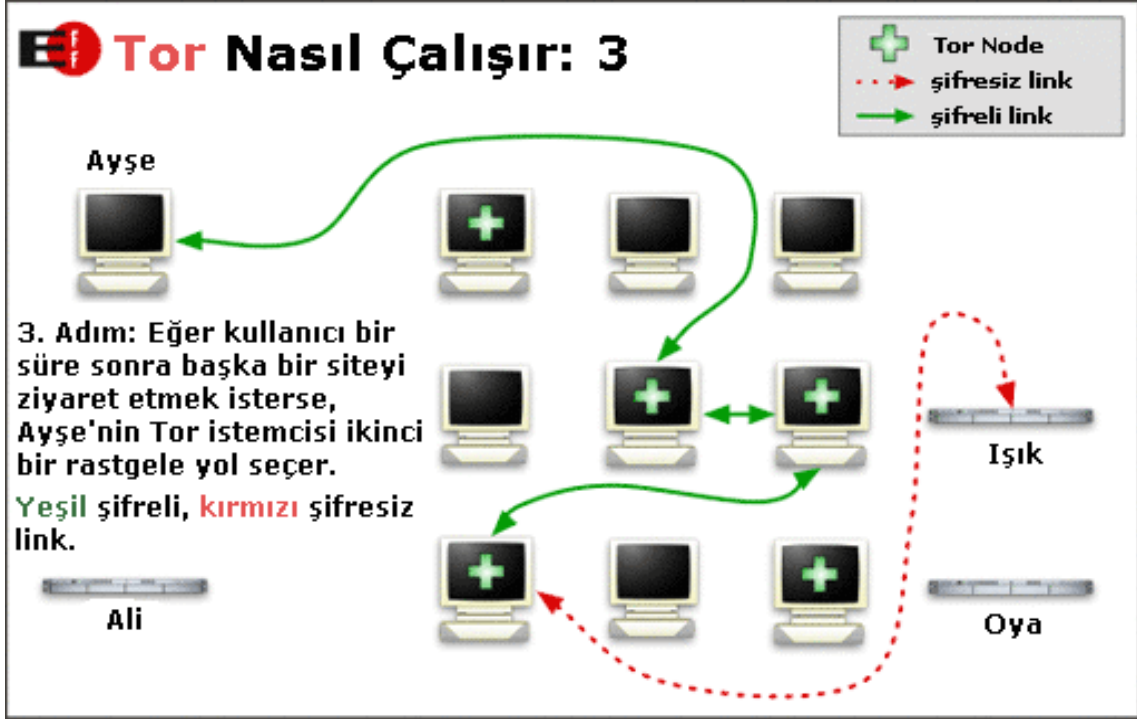 EFF Tor Nasıl Çalışır: 3
Tor Node
şifresiz link
şifreli link
Ayşe
3. Adım: Eğer kullanıcı bir
süre sonra başka bir siteyi
ziyaret etmek isterse,
Ayşe'nin Tor istemcisi ikinci
bir rastgele yol seçer.
Yeşil şifreli, kırmızı şifresiz
link.
Işık
Ali
Oya